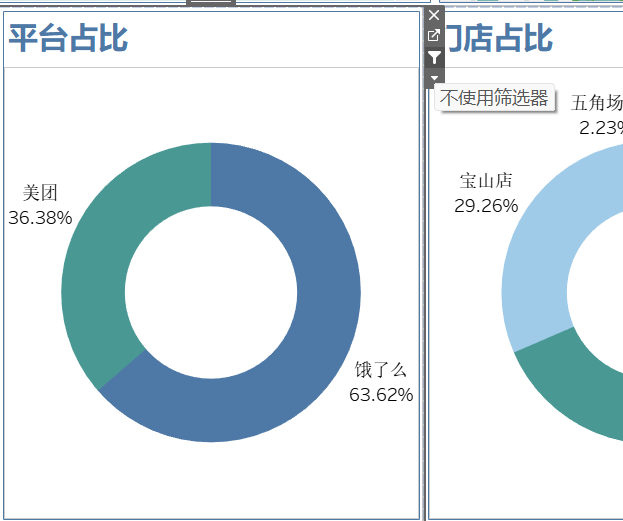 平台占比
门店占比
不使用筛选器
五角场
2.23%
美团
36.38%
宝山店
29.26%
饿了么
63.62%